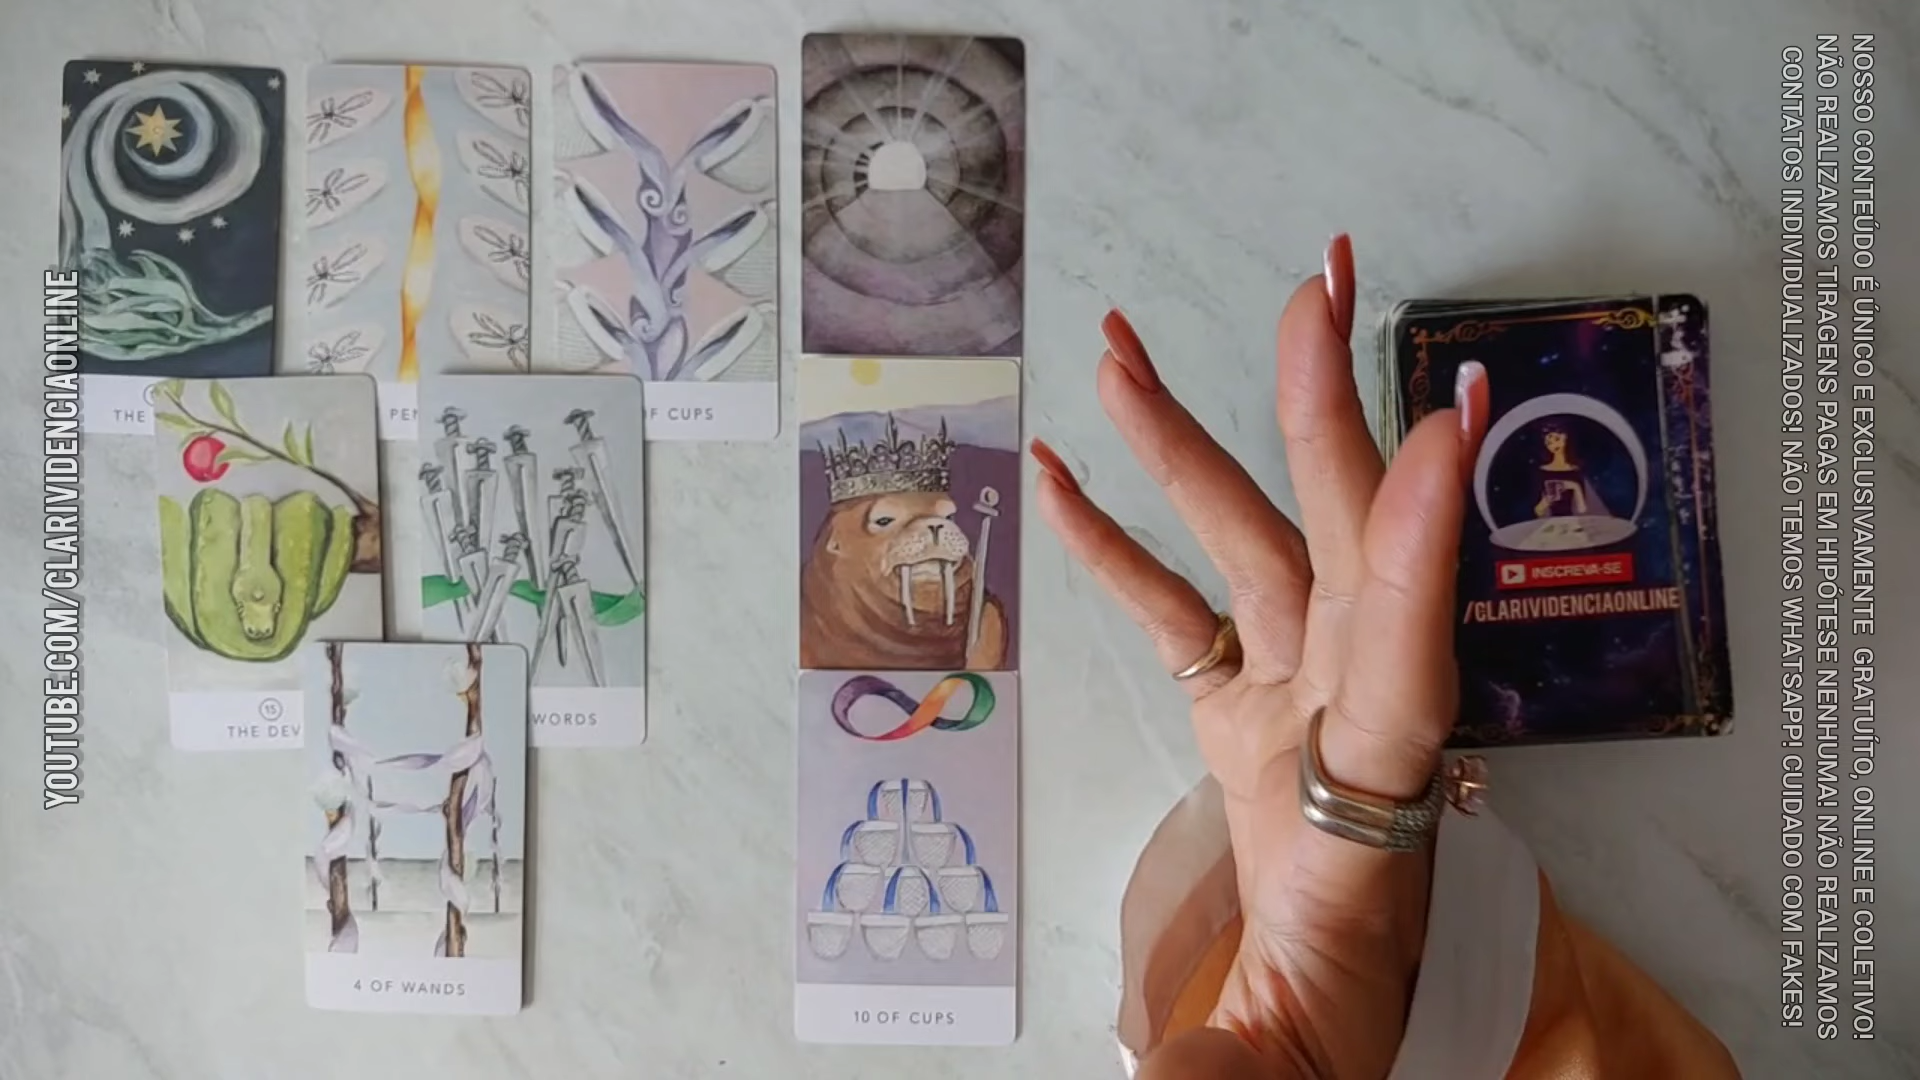 YOUTUBE.COM/CLARIVIDENCIAONLINE
THE
PEN
OF CUPS
15
THE DEV
WORDS
4 OF WANDS
10 OF CUPS
INSCREVA-SE
/CLARIVIDENCIAONLINE
NOSSO CONTEÚDO É ÚNICO E EXCLUSIVAMENTE GRATUÍTO, ONLINE E COLETIVO!
NÃO REALIZAMOS TIRAGENS PAGAS EM HIPÓTESE NENHUMA! NÃO REALIZAMOS
CONTATOS INDIVIDUALIZADOS! NÃO TEMOS WHATSAPP! CUIDADO COM FAKES!